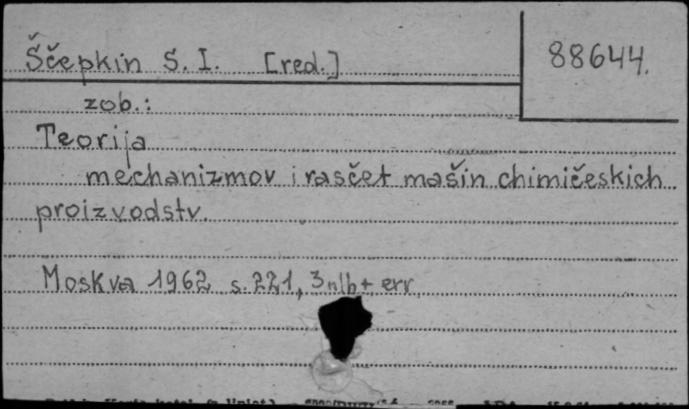 Ščepkin S. I. [red.]
88644.
zob.:
Teorija
mechanizmov i rasčet mašin chimičeskich
proizvodstv.
Moskva 1962 s. 221, 3 nlb + err